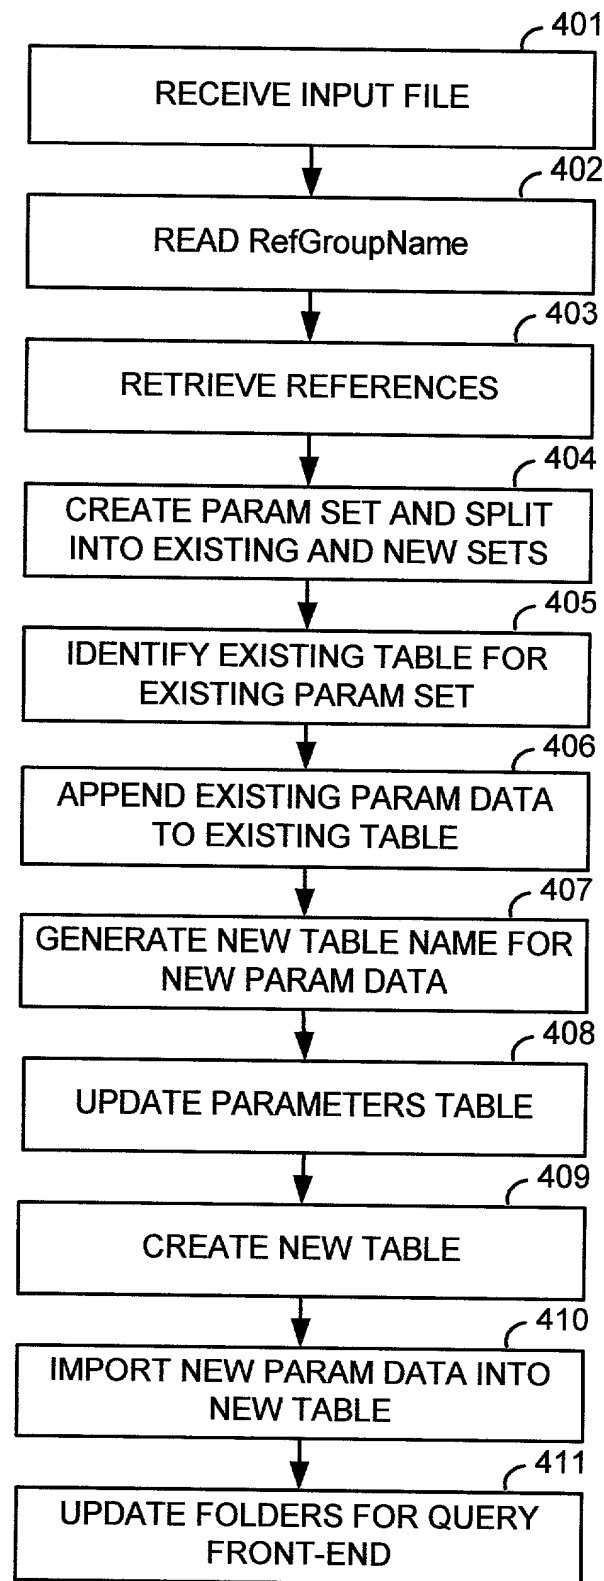 401
RECEIVE INPUT FILE
402
READ RefGroupName
403
RETRIEVE REFERENCES
404
CREATE PARAM SET AND SPLIT
INTO EXISTING AND NEW SETS
405
IDENTIFY EXISTING TABLE FOR
EXISTING PARAM SET
406
APPEND EXISTING PARAM DATA
TO EXISTING TABLE
407
GENERATE NEW TABLE NAME FOR
NEW PARAM DATA
408
UPDATE PARAMETERS TABLE
409
CREATE NEW TABLE
410
IMPORT NEW PARAM DATA INTO
NEW TABLE
411
UPDATE FOLDERS FOR QUERY
FRONT-END